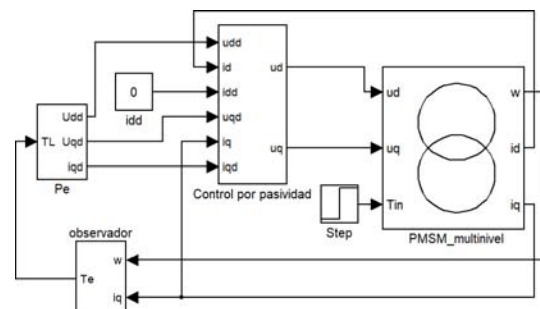 udd
id
idd
uqd
iq
iqd
ud
uq
Control por pasividad
0
idd
Udd
TL
Uqd
iqd
Pe
ud
uq
Tin
w
id
iq
PMSM_multinivel
Step
observador
w
Te
iq